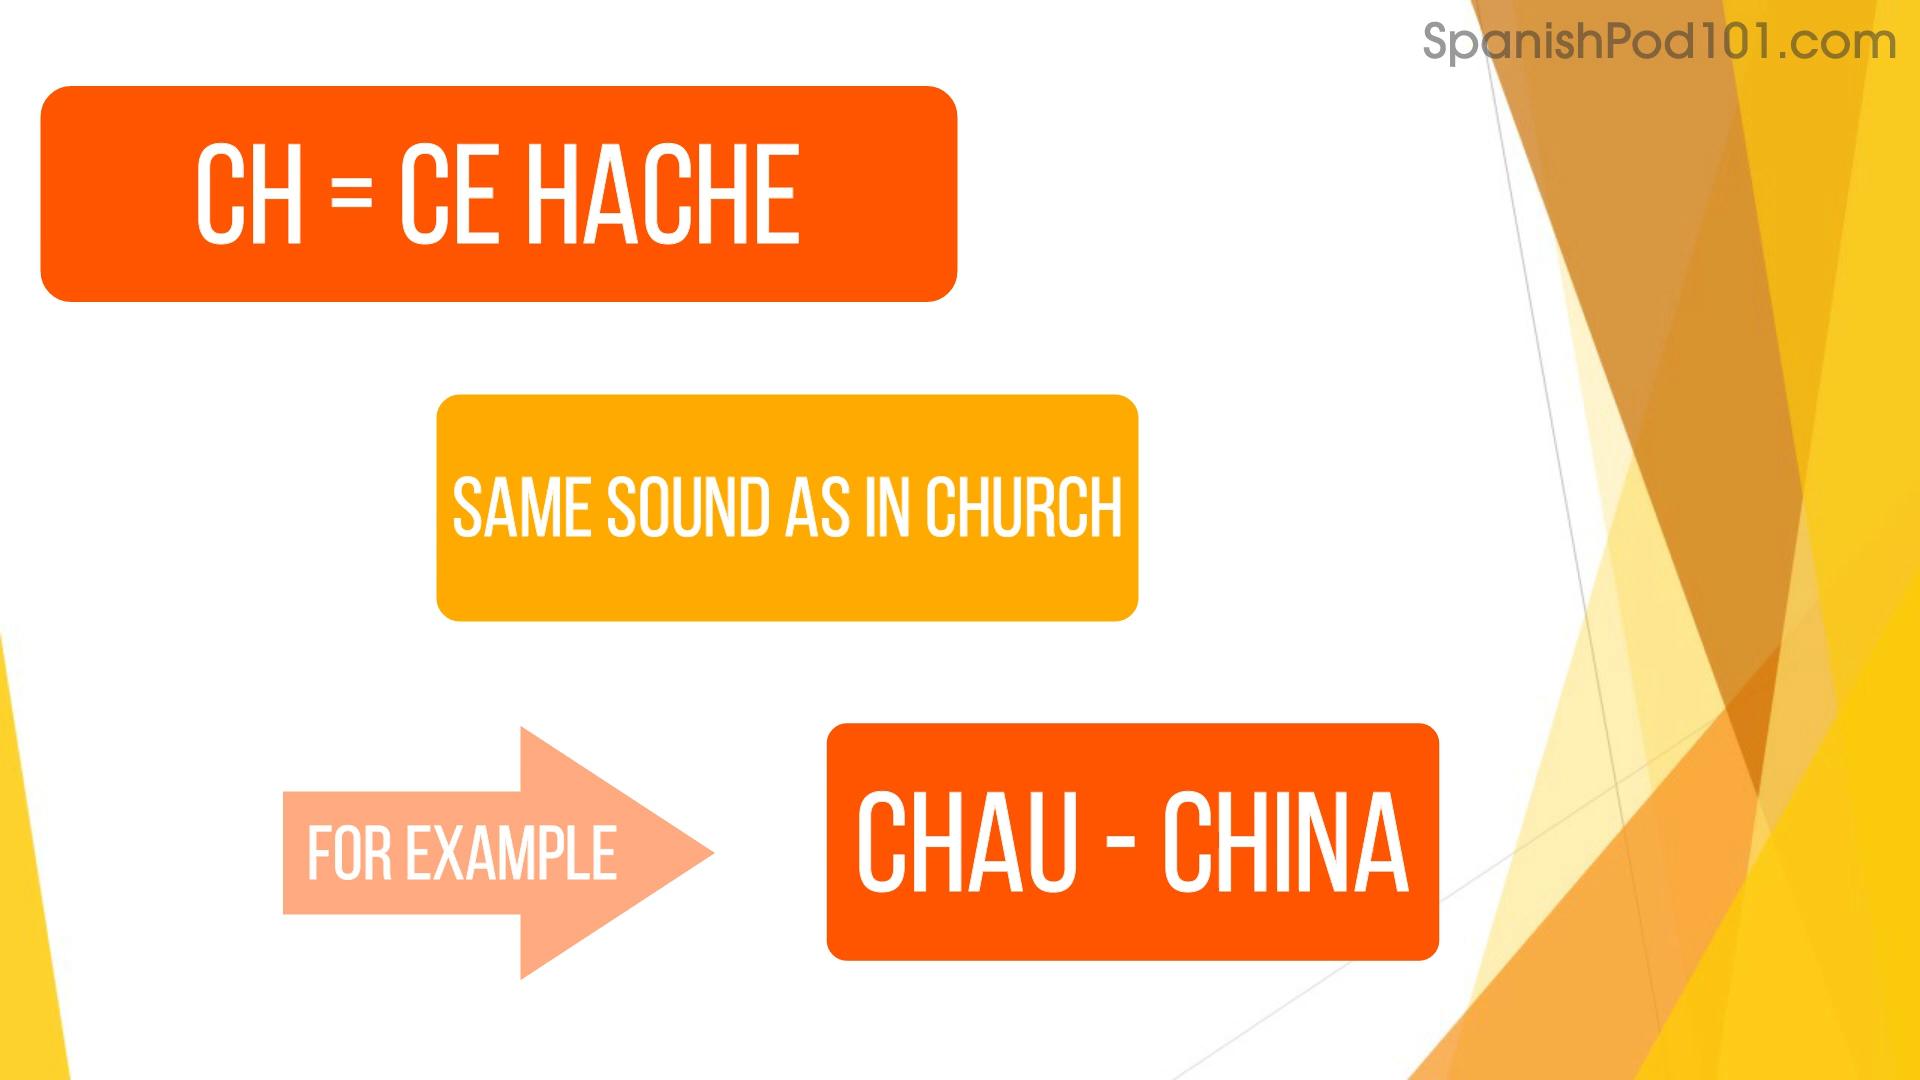 SpanishPod101.com
CH = CE HACHE
SAME SOUND AS IN CHURCH
FOR EXAMPLE
CHAU - CHINA